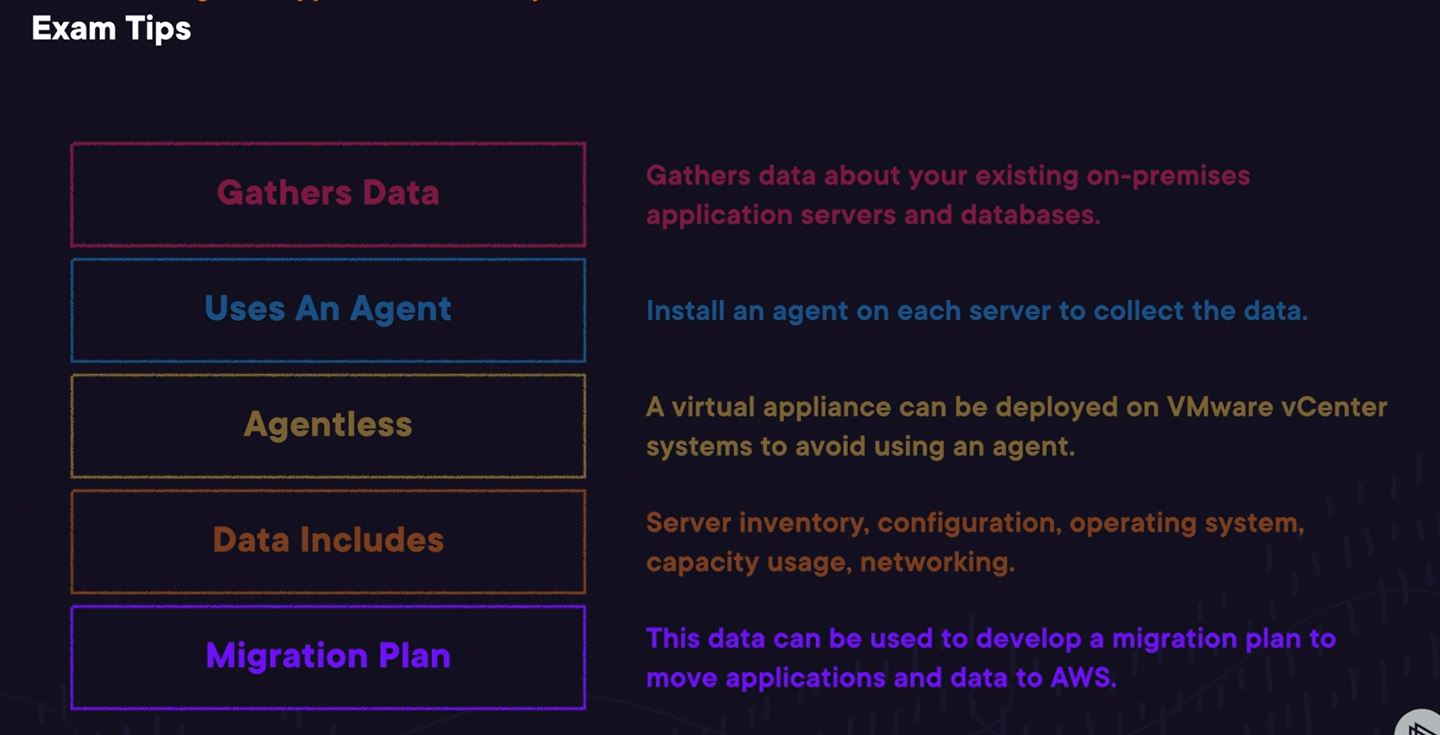 Exam Tips
Gathers Data
Gathers data about your existing on-premises
application servers and databases.
Uses An Agent
Install an agent on each server to collect the data.
Agentless
A virtual appliance can be deployed on VMware vCenter
systems to avoid using an agent.
Data Includes
Server inventory, configuration, operating system,
capacity usage, networking.
Migration Plan
This data can be used to develop a migration plan to
move applications and data to AWS.